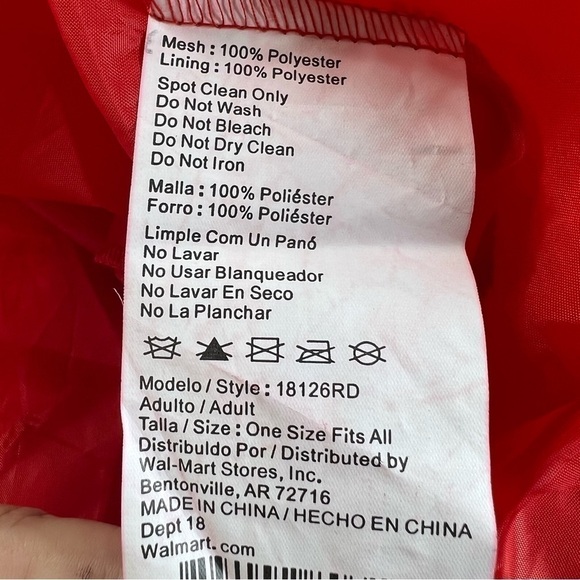 Mesh : 100% Polyester
Lining : 100% Polyester
Spot Clean Only
Do Not Wash
Do Not Bleach
Do Not Dry Clean
Do Not Iron
Malla : 100% Poliéster
Forro : 100% Poliéster
Limple Com Un Panó
No Lavar
No Usar Blanqueador
No Lavar En Seco
No La Planchar
Modelo / Style : 18126RD
Adulto / Adult
Talla / Size : One Size Fits All
Distribuldo Por / Distributed by
Wal-Mart Stores, Inc.
Bentonville, AR 72716
MADE IN CHINA / HECHO EN CHINA
Dept 18
Walmart.com